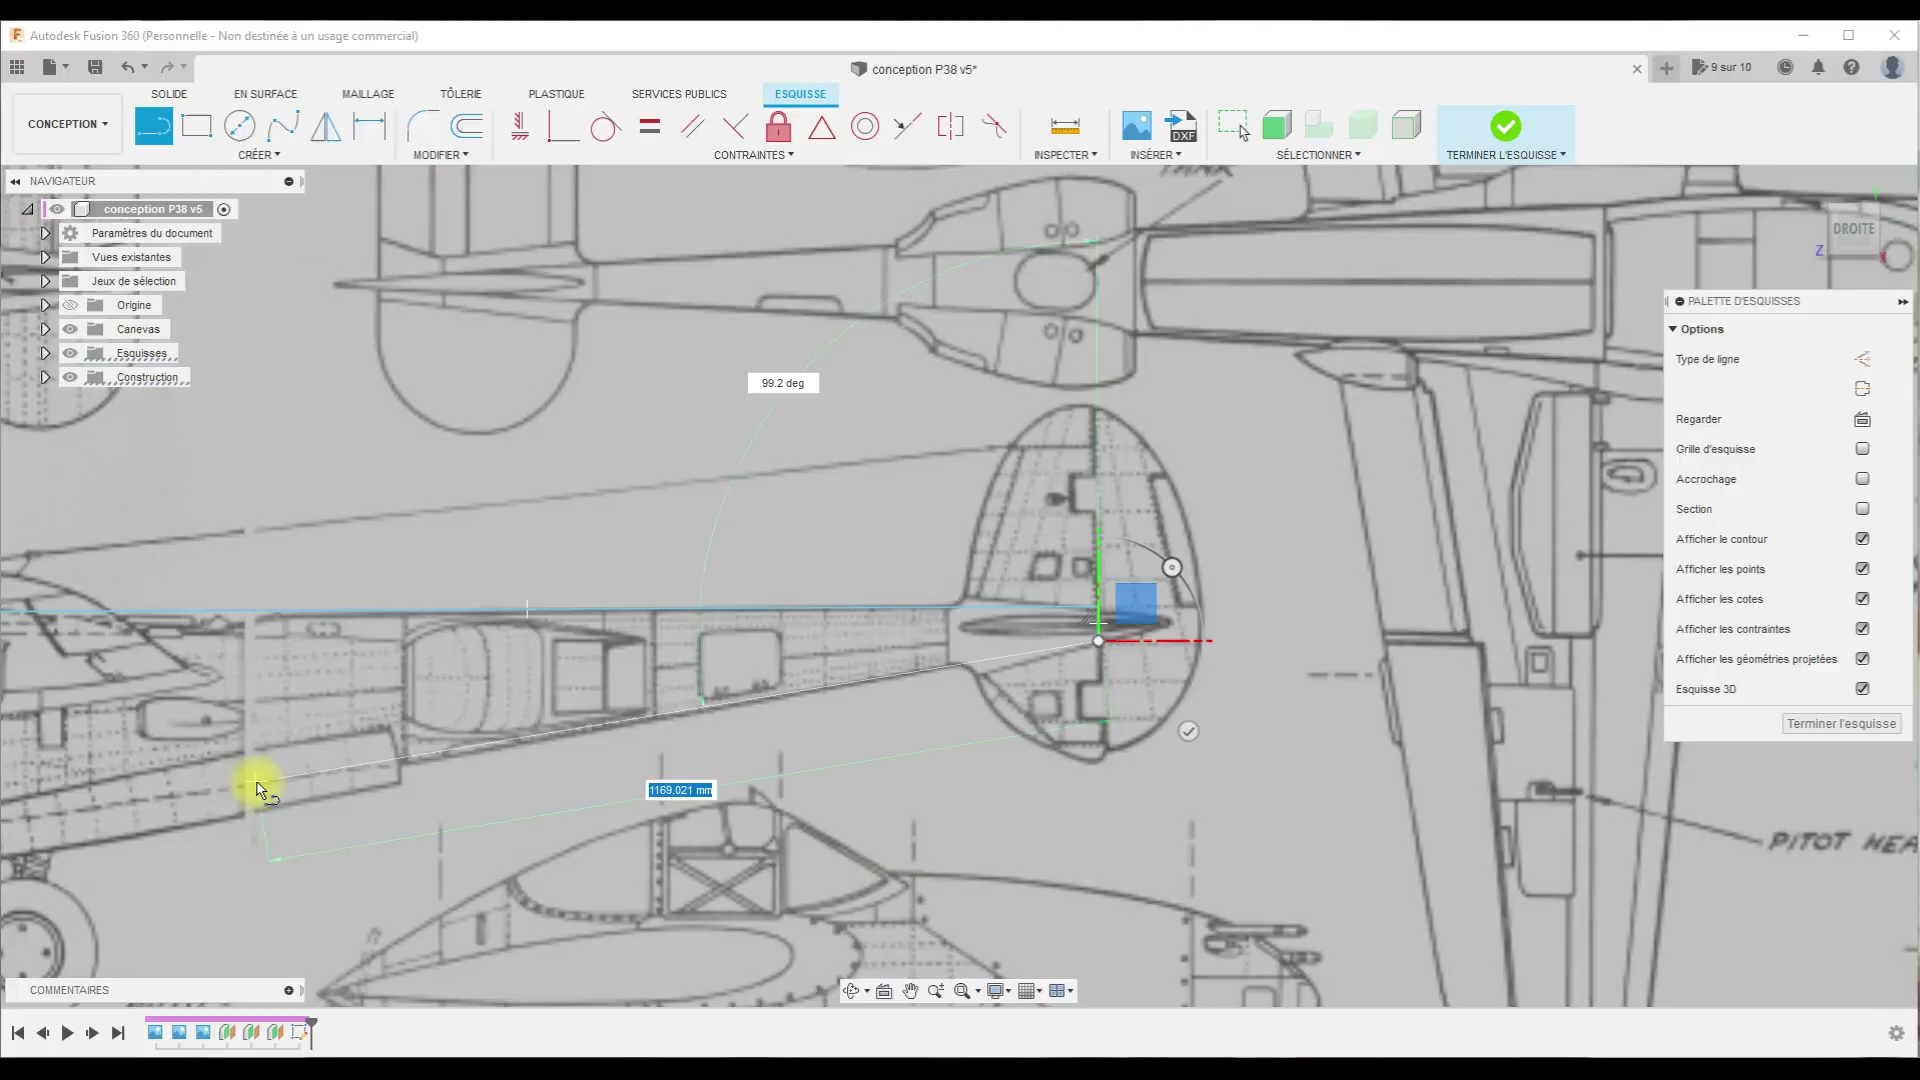 Autodesk Fusion 360 (Personnelle - Non destinée à un usage commercial)
conception P38 v5*
9 sur 10
CONCEPTION
SOLIDE
EN SURFACE
MAILLAGE
TÔLERIE
PLASTIQUE
SERVICES PUBLICS
ESQUISSE
DXF
CRÉER
MODIFIER
CONTRAINTES
INSPECTER
INSÉRER
SÉLECTIONNER
TERMINER L'ESQUISSE
NAVIGATEUR
conception P38 v5
Paramètres du document
Vues existantes
Jeux de sélection
Origine
Canevas
Esquisses
Construction
TANK
DROITE
Z
99.2 deg
1169.021 mm
PALETTE D'ESQUISSES
Options
Type de ligne
Regarder
Grille d'esquisse
Accrochage
Section
Afficher le contour
Afficher les points
Afficher les cotes
Afficher les contraintes
Afficher les géométries projetées
Esquisse 3D
Terminer l'esquisse
PITOT HEA
COMMENTAIRES